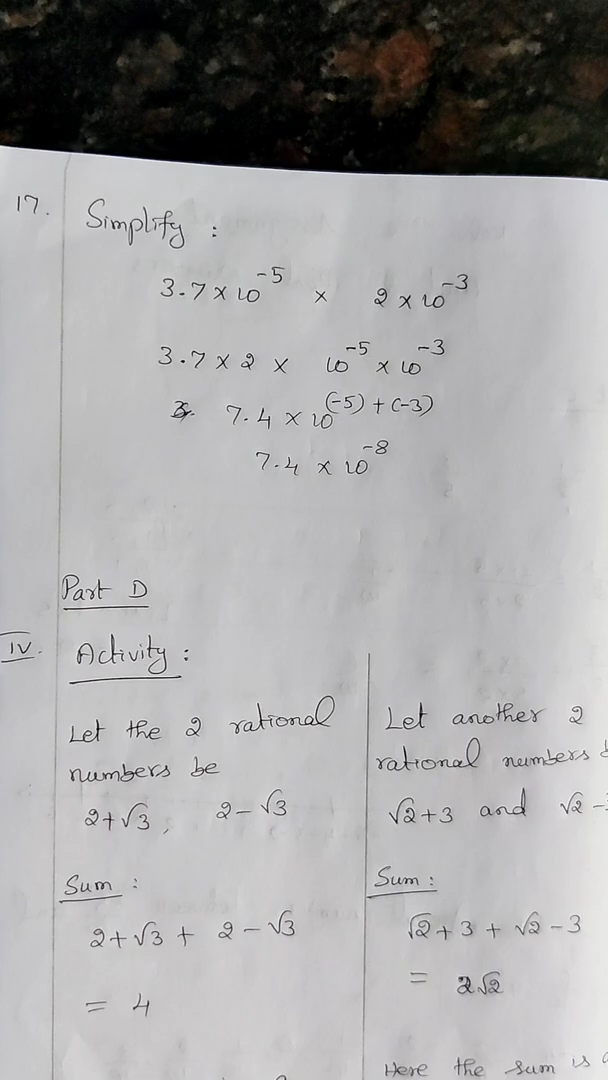 17. Simplify :
3.7 × 10⁻⁵ × 2 × 10⁻³
3.7 × 2 × 10⁻⁵ × 10⁻³
7.4 × 10⁽⁻⁵⁾ ⁺ ⁽⁻³⁾
7.4 × 10⁻⁸
Part D
IV. Activity :
Let the 2 rational
numbers be
2+√3, 2-√3
Sum :
2+√3 + 2-√3
= 4
Let another 2
rational numbers
√2+3 and √2 -
Sum :
√2+3 + √2-3
= 2√2
Here the sum is